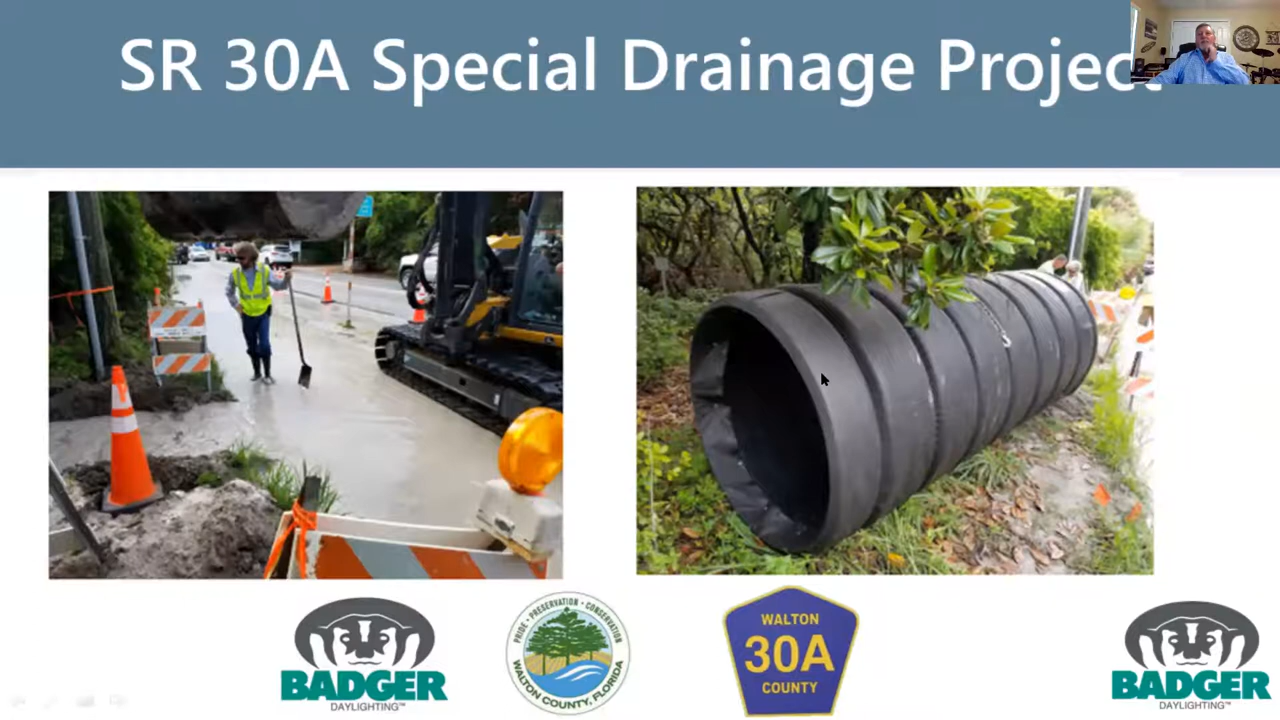 SR 30A Special Drainage Project
BADGER
DAYLIGHTING™
PRIDE • PRESERVATION • CONSERVATION
WALTON COUNTY, FLORIDA
WALTON
30A
COUNTY
BADGER
DAYLIGHTING™